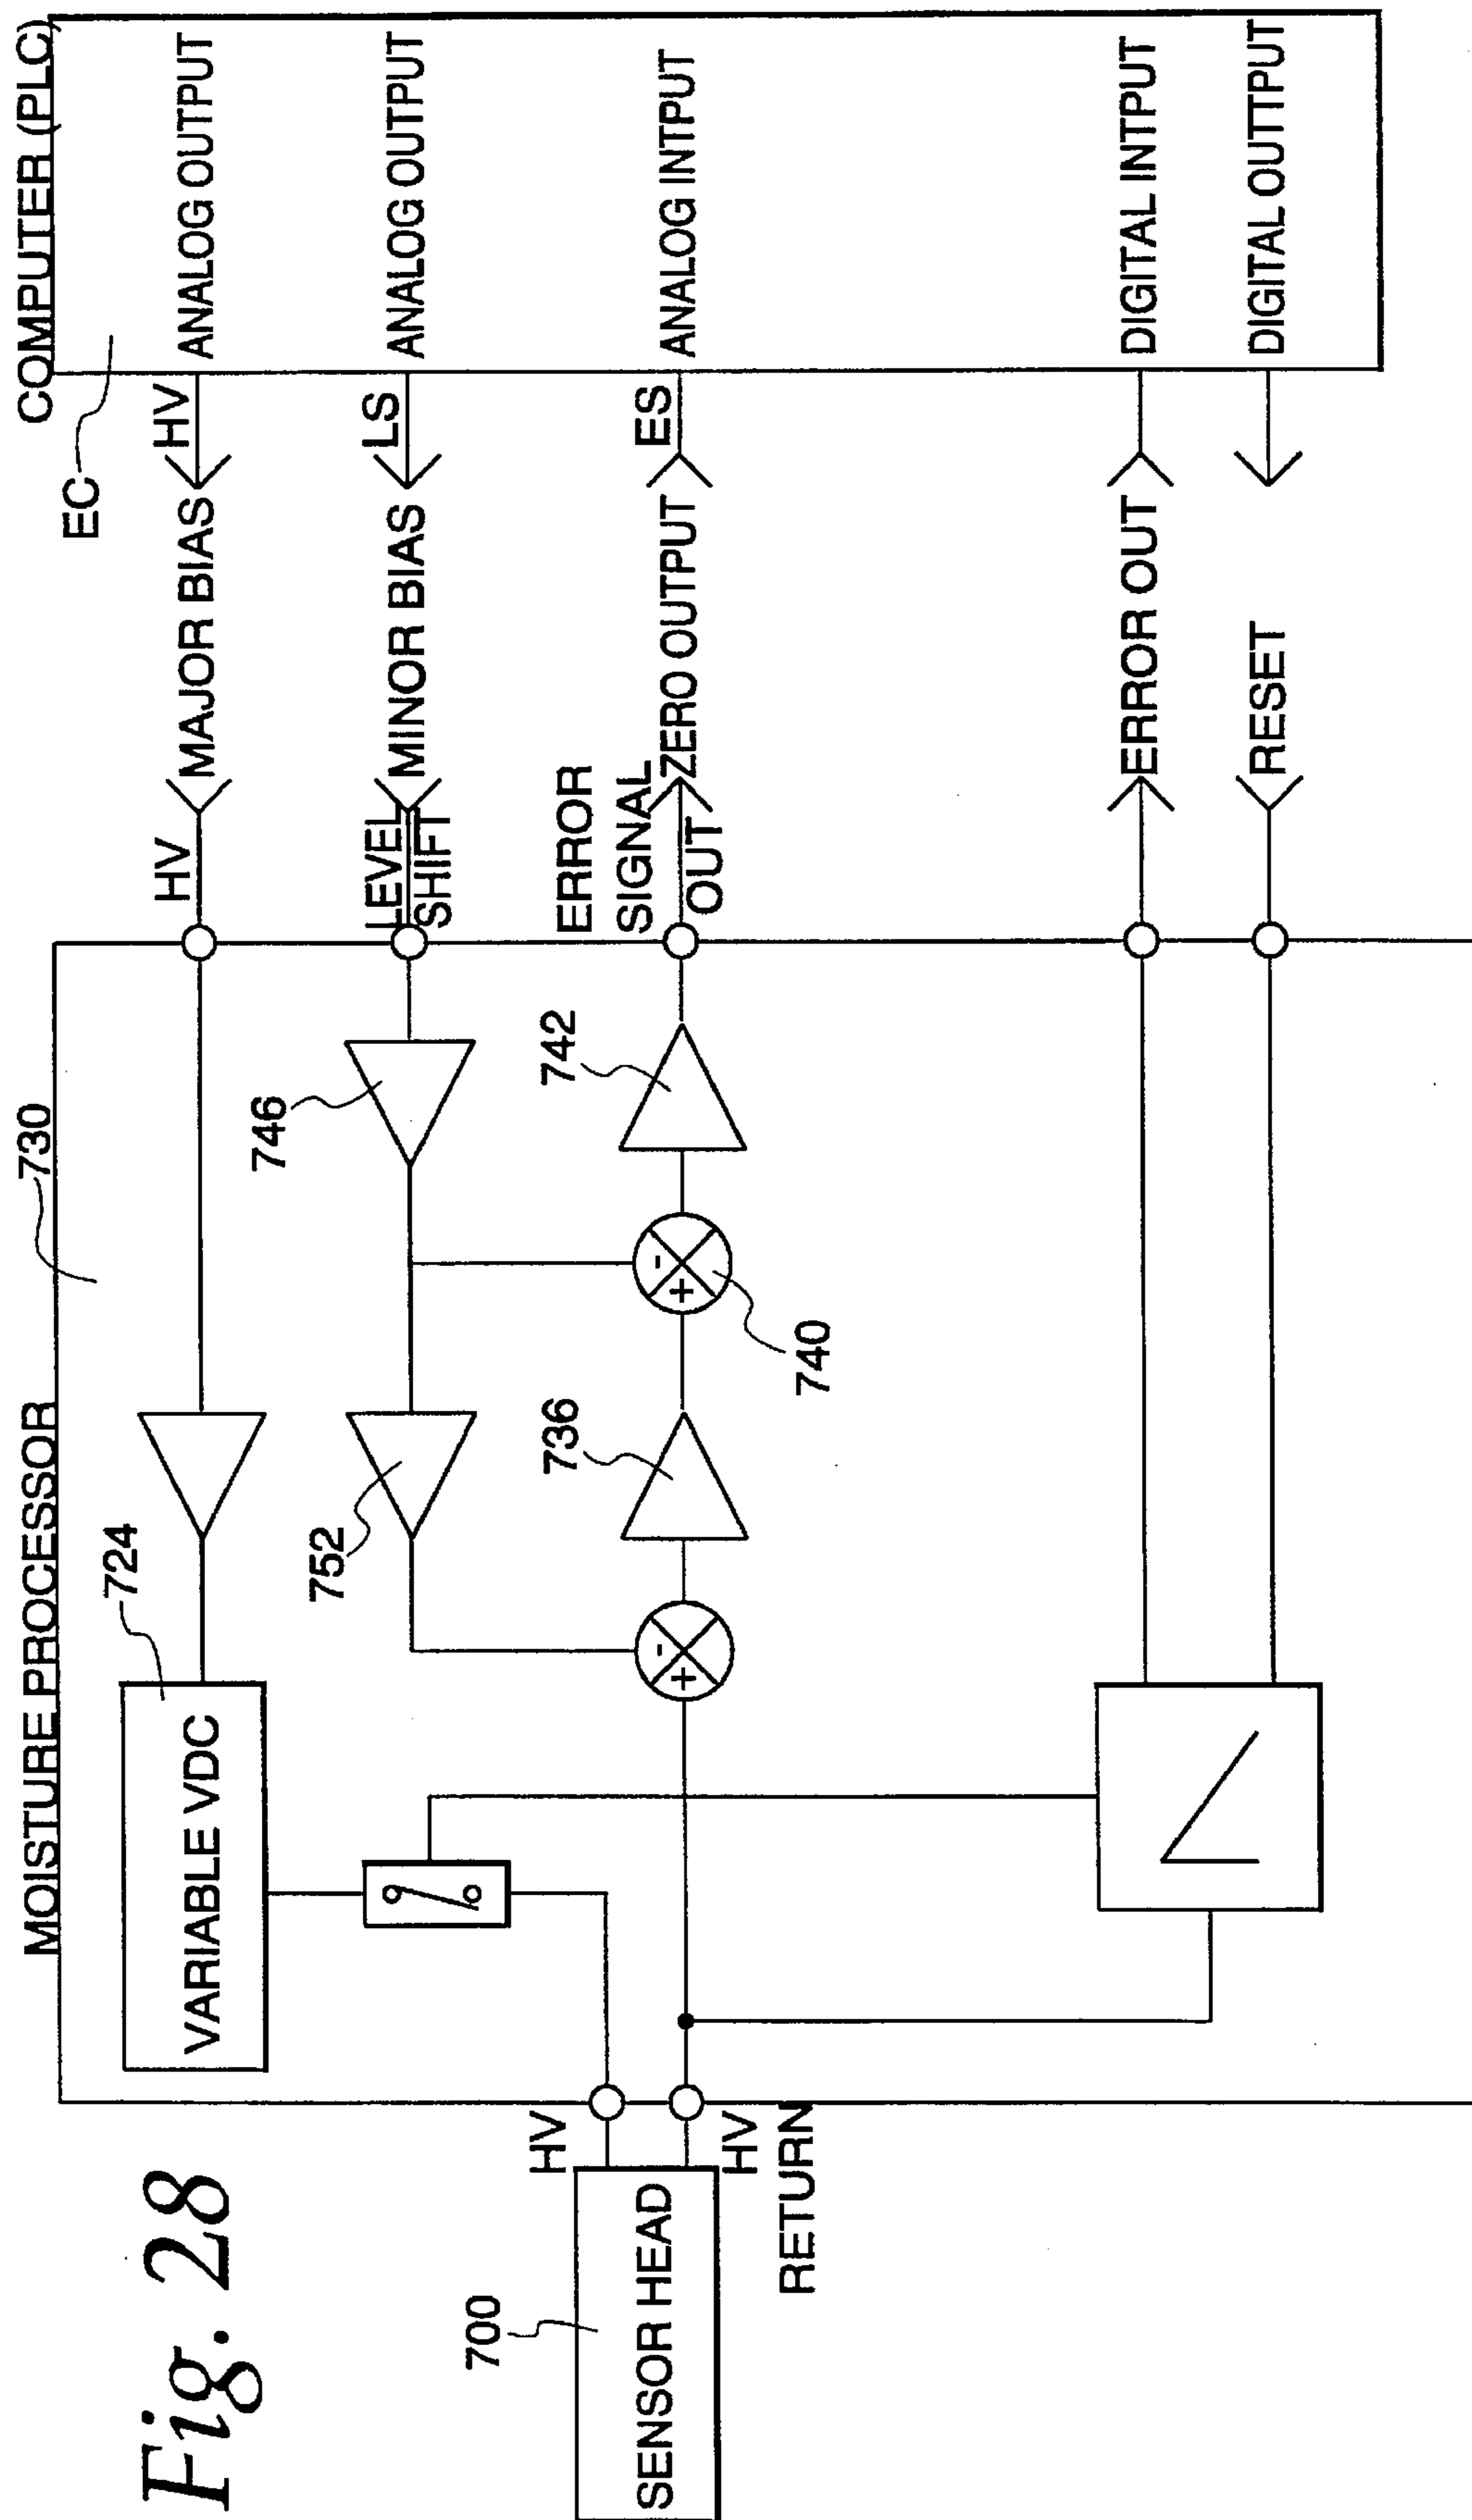 Fig. 28
MOISTURE PROCESSOR
730
COMPUTER (PLC)
EC
VARIABLE VDC
724
HV
MAJOR BIAS
HV
ANALOG OUTPUT
752
746
LEVEL
SHIFT
MINOR BIAS
LS
ANALOG OUTPUT
700
SENSOR HEAD
HV
HV
RETURN
+
-
736
+
-
740
742
ERROR
SIGNAL
OUT
ZERO OUTPUT
ES
ANALOG INTPUT
ERROR OUT
DIGITAL INTPUT
RESET
DIGITAL OUTTPUT